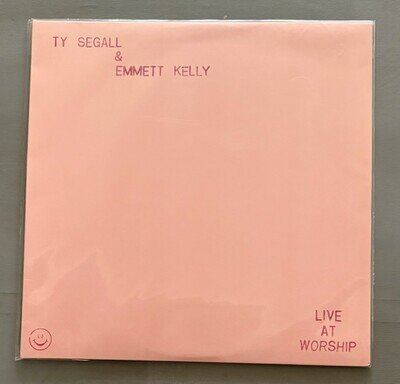 TY SEGALL
&
EMMETT KELLY
LIVE
AT
WORSHIP